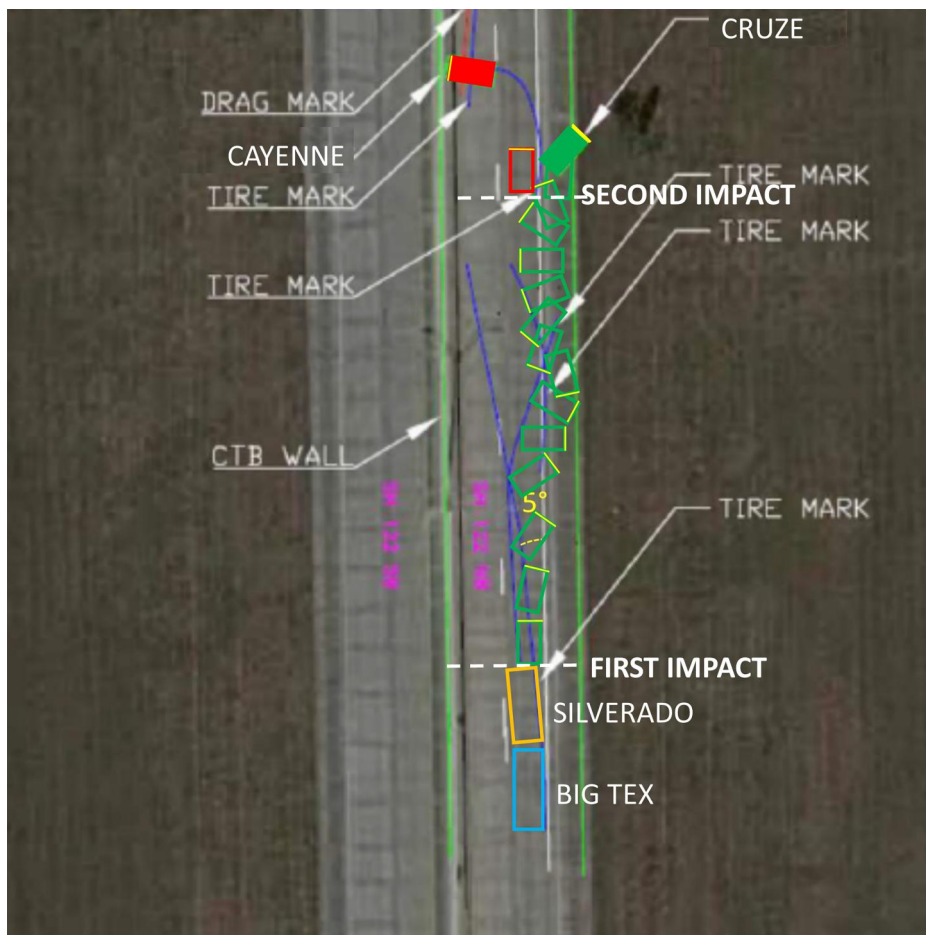 CRUZE
DRAG MARK
CAYENNE
TIRE MARK
TIRE MARK
SECOND IMPACT
TIRE MARK
TIRE MARK
CTB WALL
5°
TIRE MARK
FIRST IMPACT
SILVERADO
BIG TEX